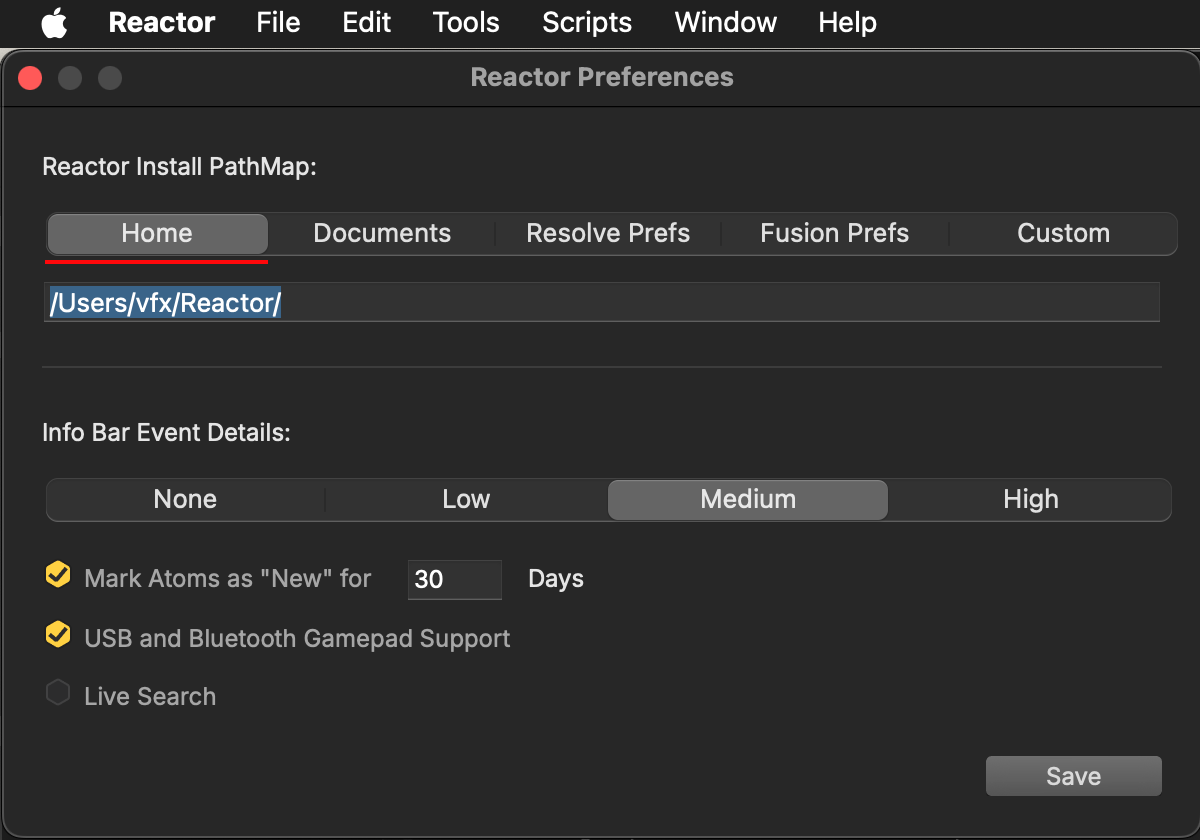 Reactor File Edit Tools Scripts Window Help
Reactor Preferences
Reactor Install PathMap:
Home Documents Resolve Prefs Fusion Prefs Custom
/Users/vfx/Reactor/
Info Bar Event Details:
None Low Medium High
Mark Atoms as "New" for 30 Days
USB and Bluetooth Gamepad Support
Live Search
Save